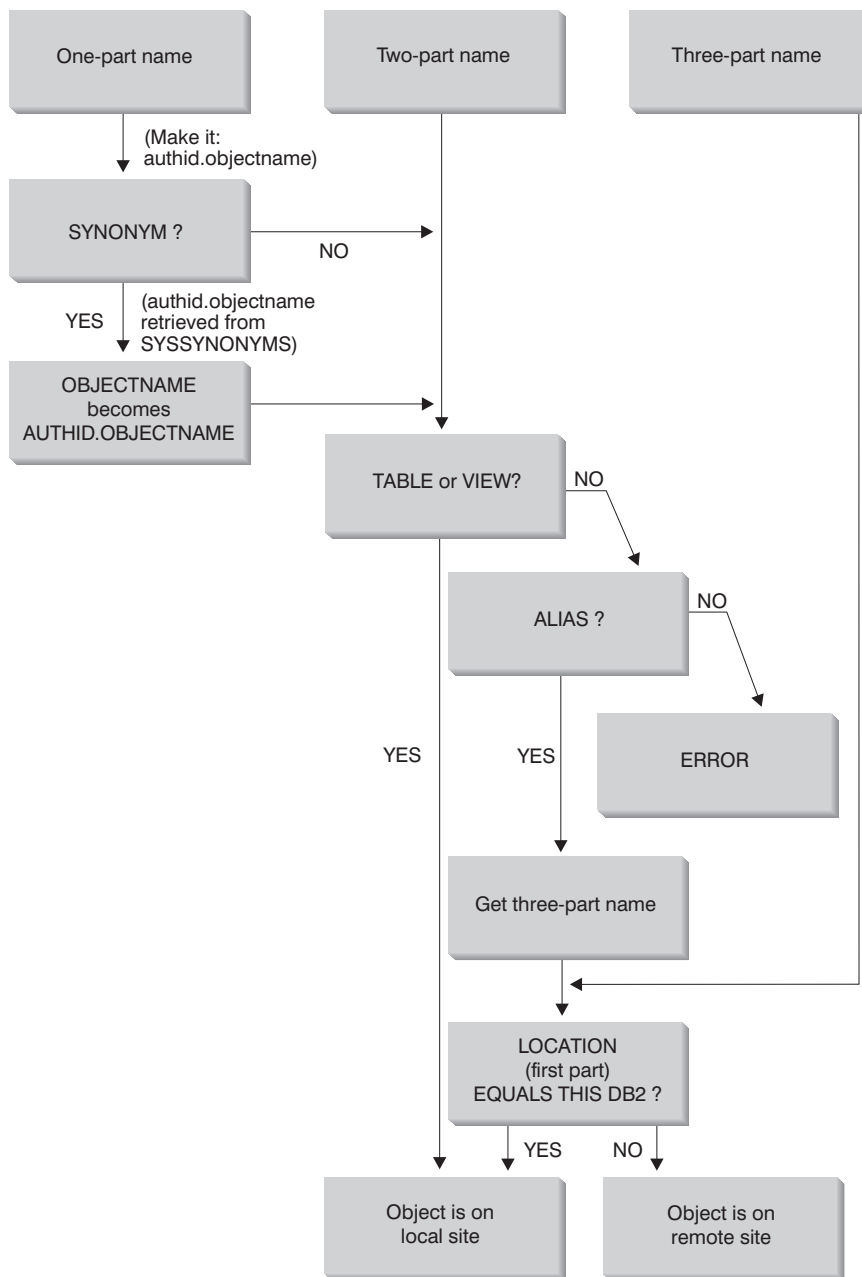 One-part name
Two-part name
Three-part name
(Make it:
authid.objectname)
SYNONYM ?
NO
YES
(authid.objectname
retrieved from
SYSSYNONYMS)
OBJECTNAME
becomes
AUTHID.OBJECTNAME
TABLE or VIEW?
NO
ALIAS ?
NO
YES
YES
ERROR
Get three-part name
LOCATION
(first part)
EQUALS THIS DB2 ?
YES
NO
Object is on
local site
Object is on
remote site